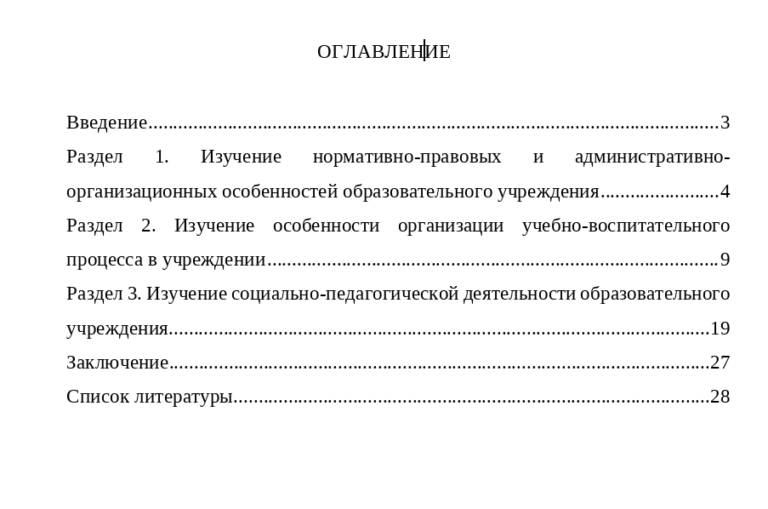 ОГЛАВЛЕНИЕ
Введение....................................................................................................................3
Раздел 1. Изучение нормативно-правовых и административно-
организационных особенностей образовательного учреждения........................4
Раздел 2. Изучение особенности организации учебно-воспитательного
процесса в учреждении............................................................................................9
Раздел 3. Изучение социально-педагогической деятельности образовательного
учреждения..............................................................................................................19
Заключение..............................................................................................................27
Список литературы.................................................................................................28